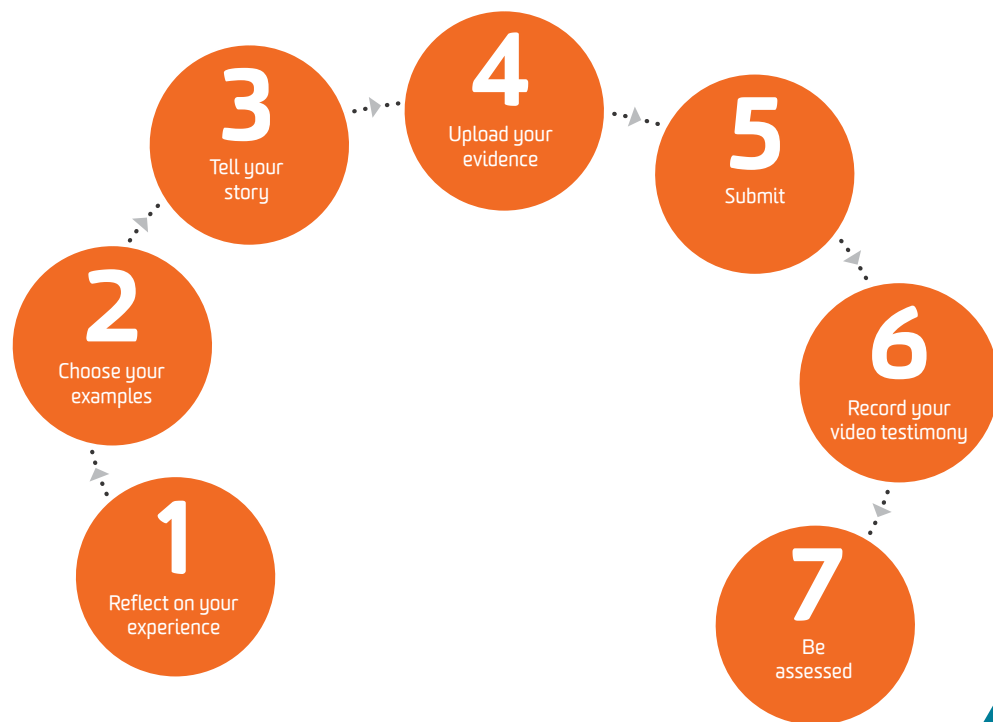 1
Reflect on your
experience
2
Choose your
examples
3
Tell your
story
4
Upload your
evidence
5
Submit
6
Record your
video testimony
7
Be
assessed